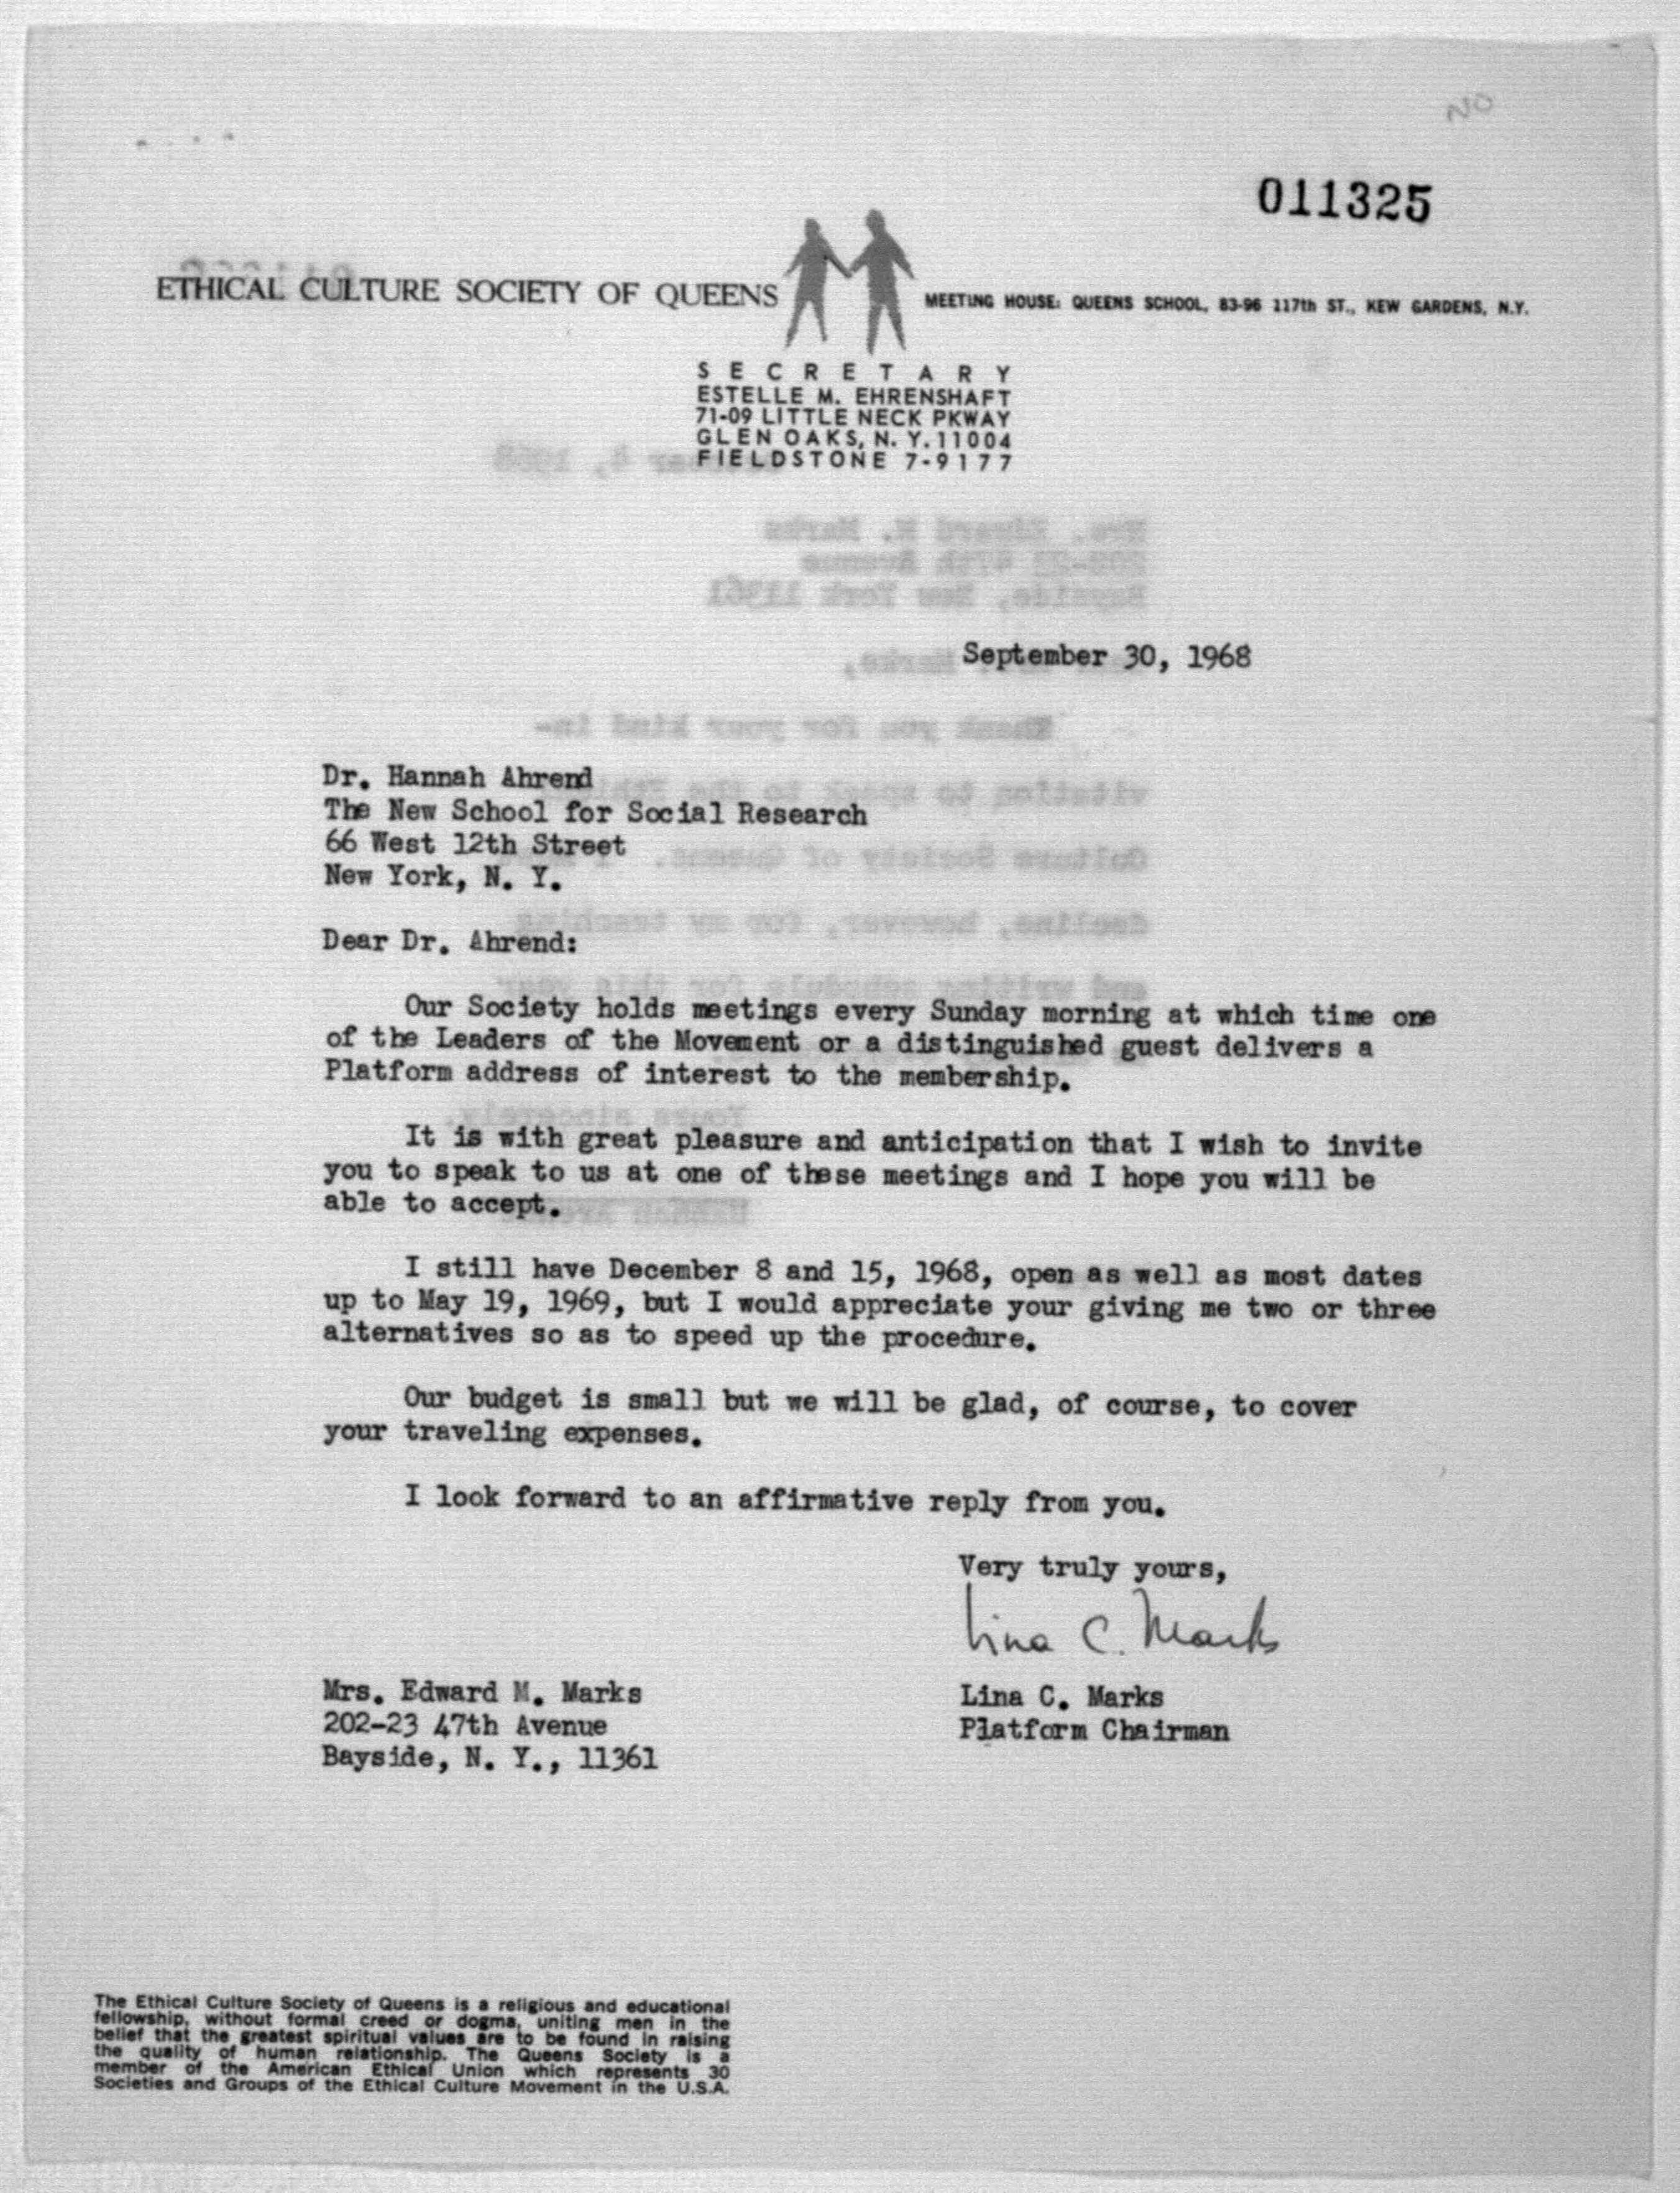 NO
011325
ETHICAL CULTURE SOCIETY OF QUEENS
MEETING HOUSE: QUEENS SCHOOL, 83-96 117th ST., KEW GARDENS, N.Y.
SECRETARY
ESTELLE M. EHRENSHAFT
71-09 LITTLE NECK PKWAY
GLEN OAKS, N. Y. 11004
FIELDSTONE 7-9177
September 30, 1968
Dr. Hannah Ahrend
The New School for Social Research
66 West 12th Street
New York, N. Y.
Dear Dr. Ahrend:
Our Society holds meetings every Sunday morning at which time one
of the Leaders of the Movement or a distinguished guest delivers a
Platform address of interest to the membership.
It is with great pleasure and anticipation that I wish to invite
you to speak to us at one of these meetings and I hope you will be
able to accept.
I still have December 8 and 15, 1968, open as well as most dates
up to May 19, 1969, but I would appreciate your giving me two or three
alternatives so as to speed up the procedure.
Our budget is small but we will be glad, of course, to cover
your traveling expenses.
I look forward to an affirmative reply from you.
Very truly yours,
Lina C. Marks
Lina C. Marks
Platform Chairman
Mrs. Edward M. Marks
202-23 47th Avenue
Bayside, N. Y., 11361
The Ethical Culture Society of Queens is a religious and educational
fellowship, without formal creed or dogma, uniting men in the
belief that the greatest spiritual values are to be found in raising
the quality of human relationship. The Queens Society is a
member of the American Ethical Union which represents 30
Societies and Groups of the Ethical Culture Movement in the U.S.A.